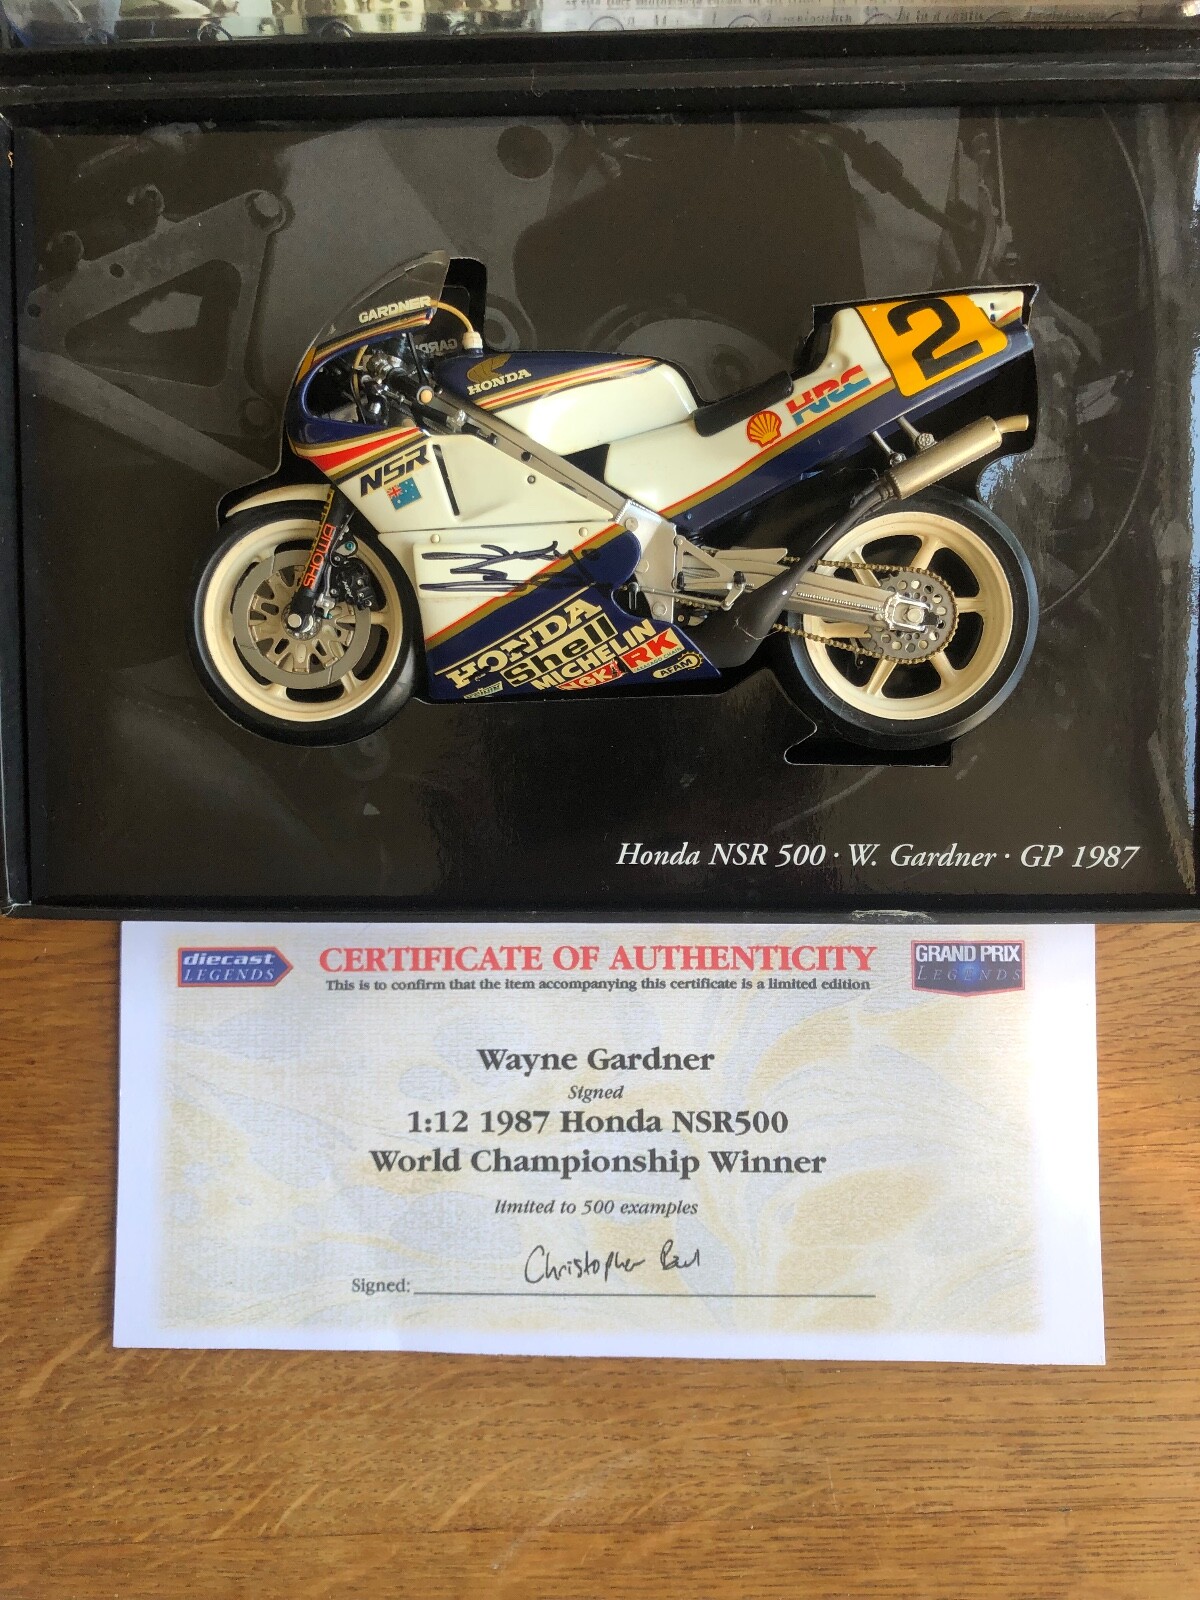 GARDNER
HONDA
2
HRC
NSR
SHOWA
HONDA
Shell
MICHELIN
NGK
RK
AFAM
Honda NSR 500 · W. Gardner · GP 1987
diecast
LEGENDS
CERTIFICATE OF AUTHENTICITY
This is to confirm that the item accompanying this certificate is a limited edition
GRAND PRIX
LEGENDS
Wayne Gardner
Signed
1:12 1987 Honda NSR500
World Championship Winner
limited to 500 examples
Signed: Christopher